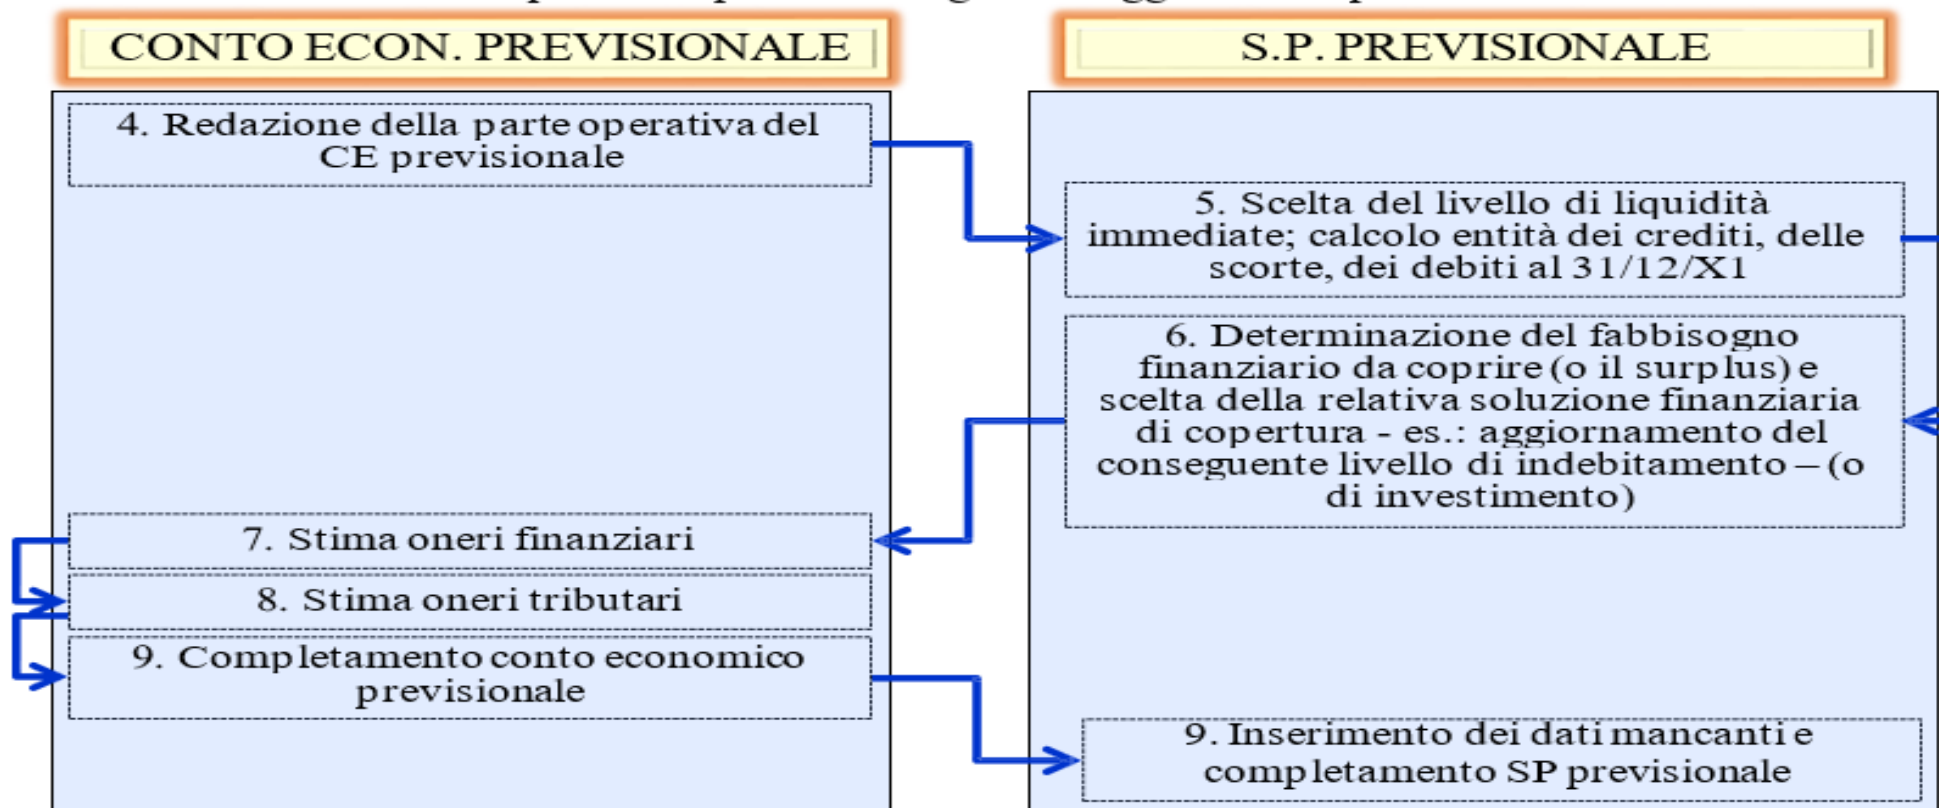 CONTO ECON. PREVISIONALE
S.P. PREVISIONALE
4. Redazione della parte operativa del
CE previsionale
5. Scelta del livello di liquidità
immediate; calcolo entità dei crediti, delle
scorte, dei debiti al 31/12/X1
6. Determinazione del fabbisogno
finanziario da coprire (o il surplus) e
scelta della relativa soluzione finanziaria
di copertura - es.: aggiornamento del
conseguente livello di indebitamento – (o
di investimento)
7. Stima oneri finanziari
8. Stima oneri tributari
9. Completamento conto economico
previsionale
9. Inserimento dei dati mancanti e
completamento SP previsionale